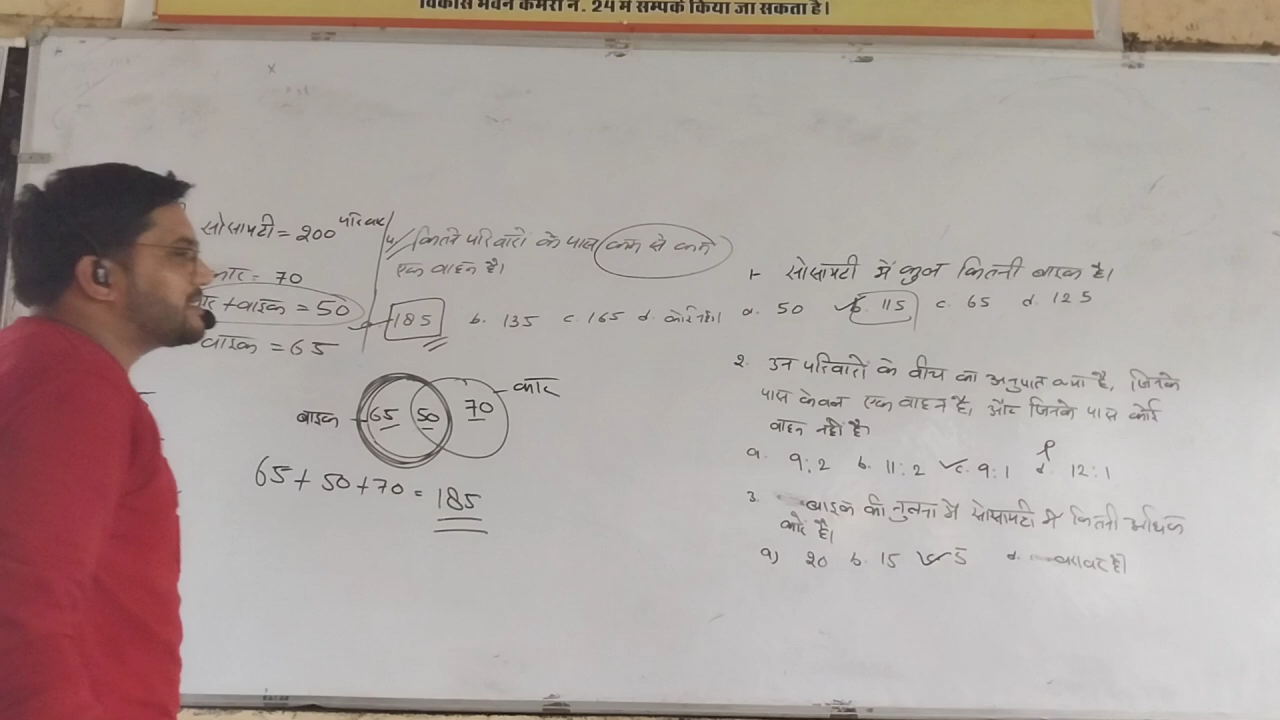 विकास भवन कमरा नं. 24 में सम्पर्क किया जा सकता है।
सोसायटी = 200 परिवार
कार = 70
कार + बाइक = 50
बाइक = 65
4/ कितने परिवारों के पास कम से कम
एक वाहन है।
185 b. 135 c. 165 d. कोई नहीं।
बाइक 65 50 70 कार
65 + 50 + 70 = 185
1- सोसायटी में कुल कितनी बाइक है।
a. 50 b. 115 c. 65 d. 125
2. उन परिवारों के बीच का अनुपात क्या है, जिनके
पास केवल एक वाहन है, और जिनके पास कोई
वाहन नहीं है।
a. 9:2 b. 11:2 c. 9:1 d. 12:1
3. बाइक की तुलना में सोसायटी में कितनी अधिक
कारें है।
a) 20 b. 15 5 d. बराबर है।